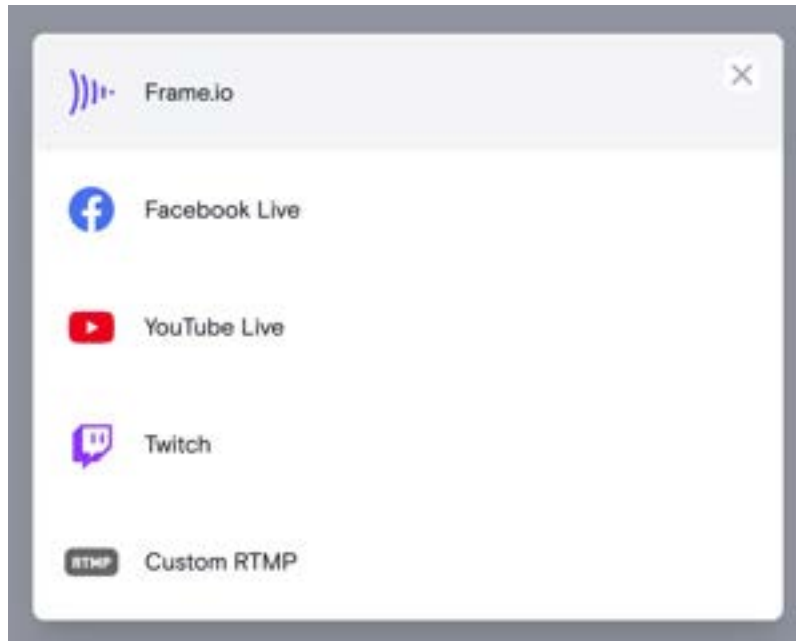 Frame.io
Facebook Live
YouTube Live
Twitch
RTMP Custom RTMP